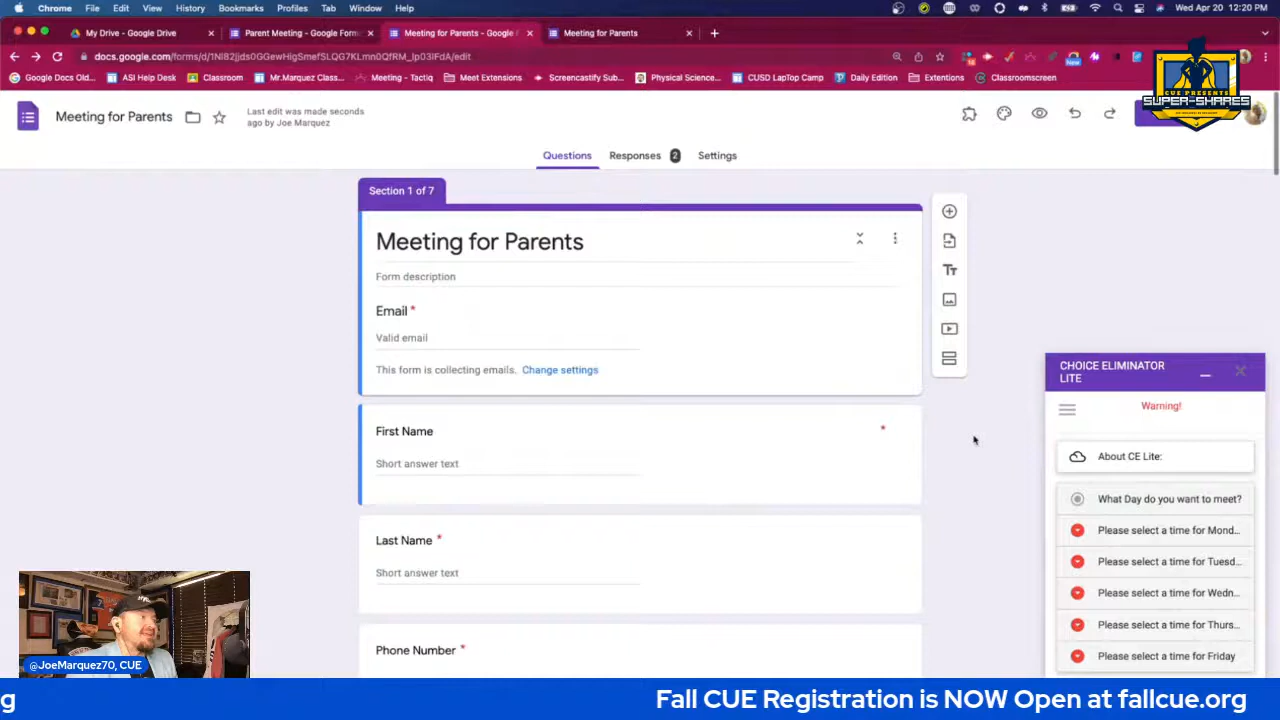 Chrome File Edit View History Bookmarks Profiles Tab Window Help Wed Apr 20 12:20 PM
My Drive - Google Drive Parent Meeting - Google Form Meeting for Parents - Google F Meeting for Parents
docs.google.com/forms/d/1Nl82jjds0GGewHigSmefSLQG7KLmn0QfRM_lp03IFdA/edit
Google Docs Old... ASI Help Desk Classroom Mr.Marquez Class... Meeting - Tactiq Meet Extensions Screencastify Sub... Physical Science... CUSD LapTop Camp Daily Edition Extentions Classroomscreen
CUE PRESENTS
SUPER-SHARES
Meeting for Parents
Last edit was made seconds
ago by Joe Marquez
Questions Responses 2 Settings
Section 1 of 7
Meeting for Parents
Form description
Email *
Valid email
This form is collecting emails. Change settings
First Name *
Short answer text
Last Name *
Short answer text
Phone Number *
CHOICE ELIMINATOR
LITE
Warning!
About CE Lite:
What Day do you want to meet?
Please select a time for Mond...
Please select a time for Tuesd...
Please select a time for Wedn...
Please select a time for Thurs...
Please select a time for Friday
@JoeMarquez70, CUE
g Fall CUE Registration is NOW Open at fallcue.org